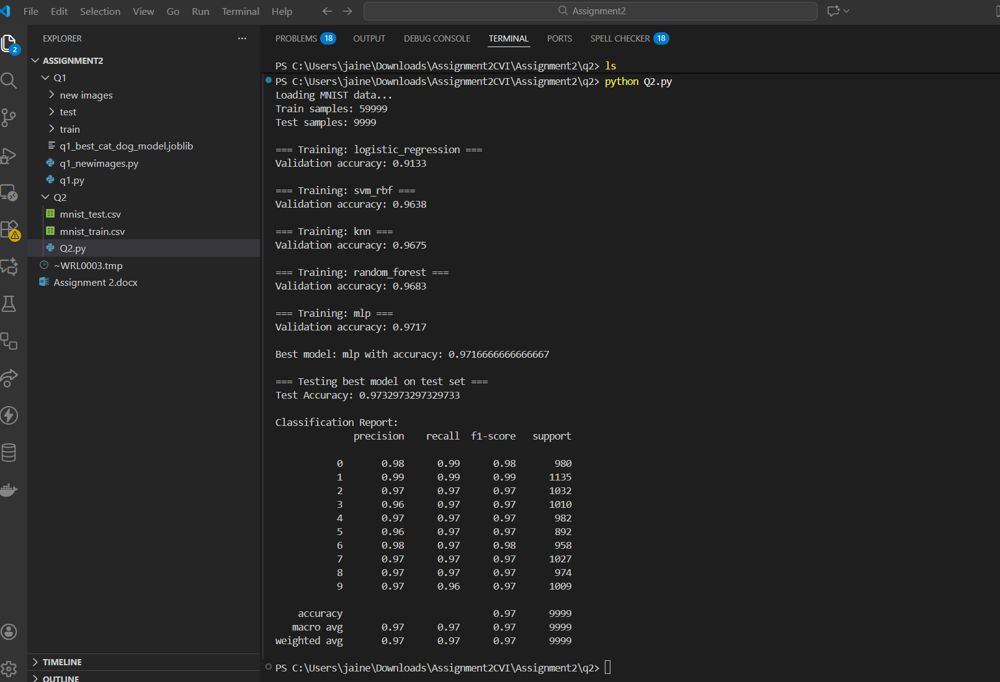 File Edit Selection View Go Run Terminal Help
Assignment2
EXPLORER
ASSIGNMENT2
Q1
new images
test
train
q1_best_cat_dog_model.joblib
q1_newimages.py
q1.py
Q2
mnist_test.csv
mnist_train.csv
Q2.py
~WRL0003.tmp
Assignment 2.docx
TIMELINE
OUTLINE
2
PROBLEMS 18 OUTPUT DEBUG CONSOLE TERMINAL PORTS SPELL CHECKER 18
PS C:\Users\jaine\Downloads\Assignment2CVI\Assignment2\q2> ls
PS C:\Users\jaine\Downloads\Assignment2CVI\Assignment2\q2> python Q2.py
Loading MNIST data...
Train samples: 59999
Test samples: 9999
=== Training: logistic_regression ===
Validation accuracy: 0.9133
=== Training: svm_rbf ===
Validation accuracy: 0.9638
=== Training: knn ===
Validation accuracy: 0.9675
=== Training: random_forest ===
Validation accuracy: 0.9683
=== Training: mlp ===
Validation accuracy: 0.9717
Best model: mlp with accuracy: 0.9716666666666667
=== Testing best model on test set ===
Test Accuracy: 0.9732973297329733
Classification Report:
precision recall f1-score support
0 0.98 0.99 0.98 980
1 0.99 0.99 0.99 1135
2 0.97 0.97 0.97 1032
3 0.96 0.97 0.97 1010
4 0.97 0.97 0.97 982
5 0.96 0.97 0.97 892
6 0.98 0.97 0.98 958
7 0.97 0.97 0.97 1027
8 0.97 0.97 0.97 974
9 0.97 0.96 0.97 1009
accuracy 0.97 9999
macro avg 0.97 0.97 0.97 9999
weighted avg 0.97 0.97 0.97 9999
PS C:\Users\jaine\Downloads\Assignment2CVI\Assignment2\q2>